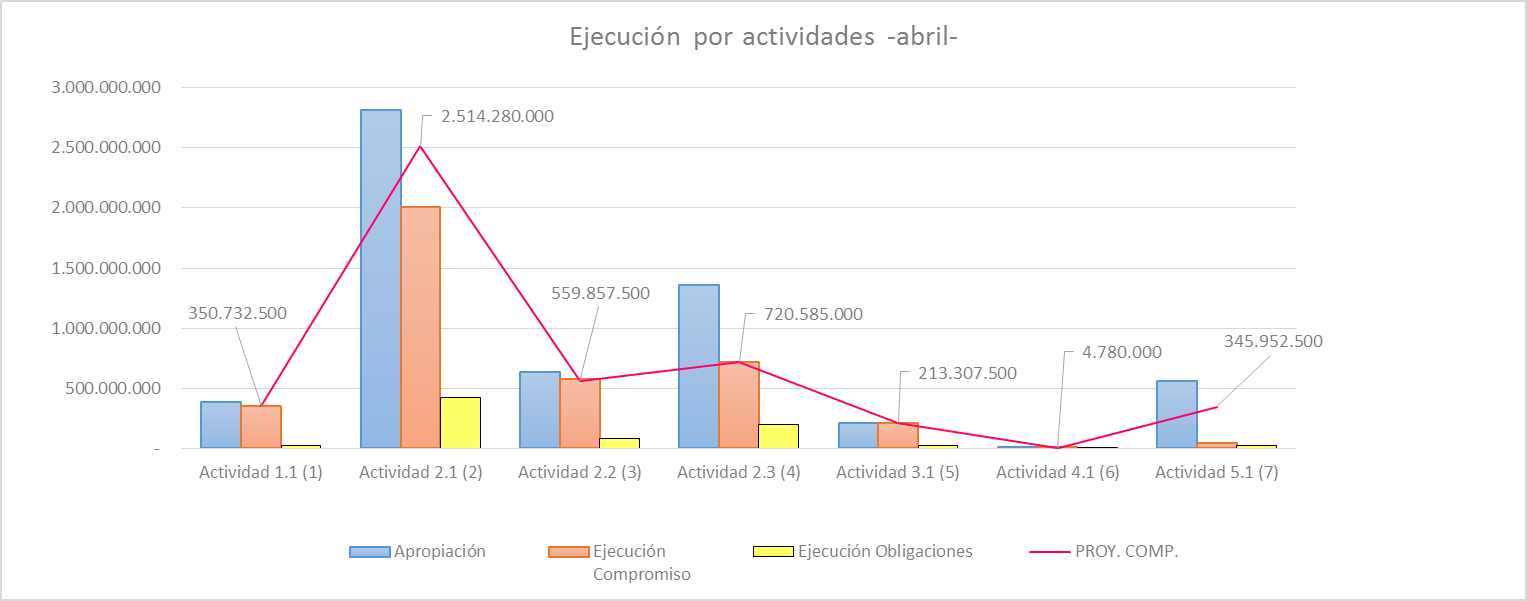 Ejecución por actividades -abril-
3.000.000.000
2.500.000.000
2.000.000.000
1.500.000.000
1.000.000.000
500.000.000
-
350.732.500
2.514.280.000
559.857.500
720.585.000
213.307.500
4.780.000
345.952.500
Actividad 1.1 (1)
Actividad 2.1 (2)
Actividad 2.2 (3)
Actividad 2.3 (4)
Actividad 3.1 (5)
Actividad 4.1 (6)
Actividad 5.1 (7)
Apropiación
Ejecución
Compromiso
Ejecución Obligaciones
PROY. COMP.